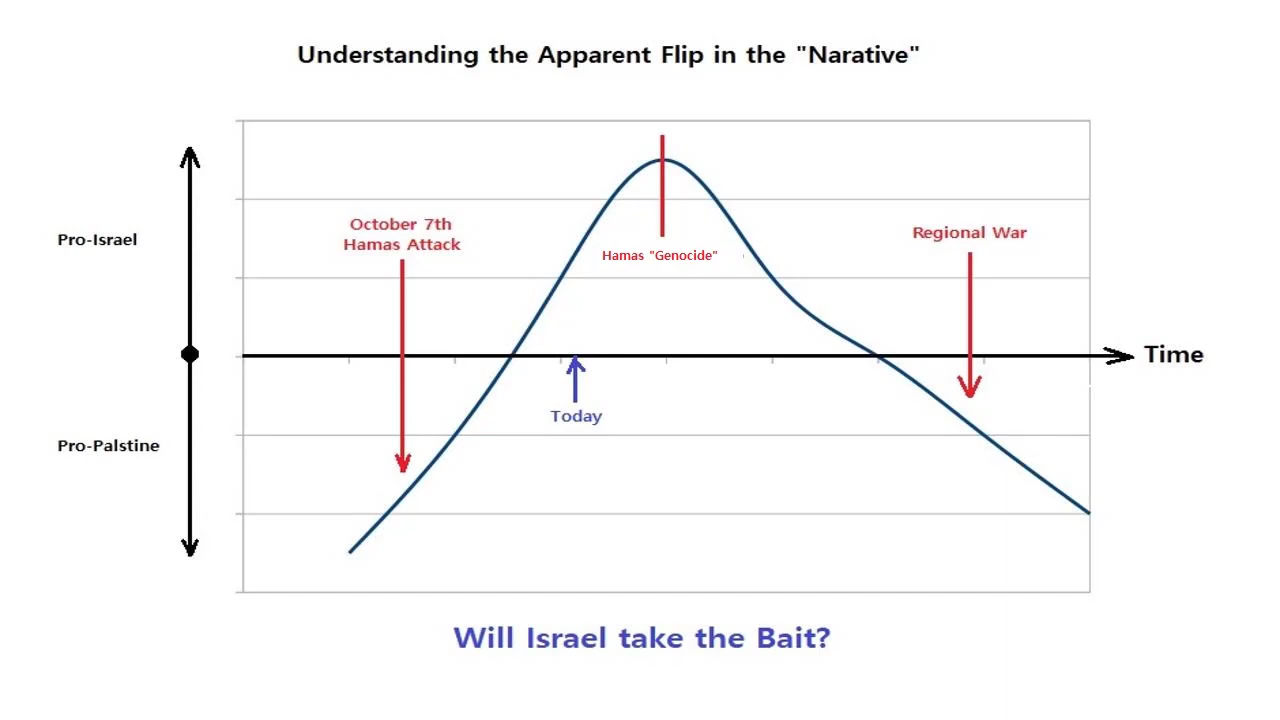 Understanding the Apparent Flip in the "Narative"
October 7th
Hamas Attack
Pro-Israel
Hamas "Genocide"
Regional War
Time
Today
Pro-Palstine
Will Israel take the Bait?